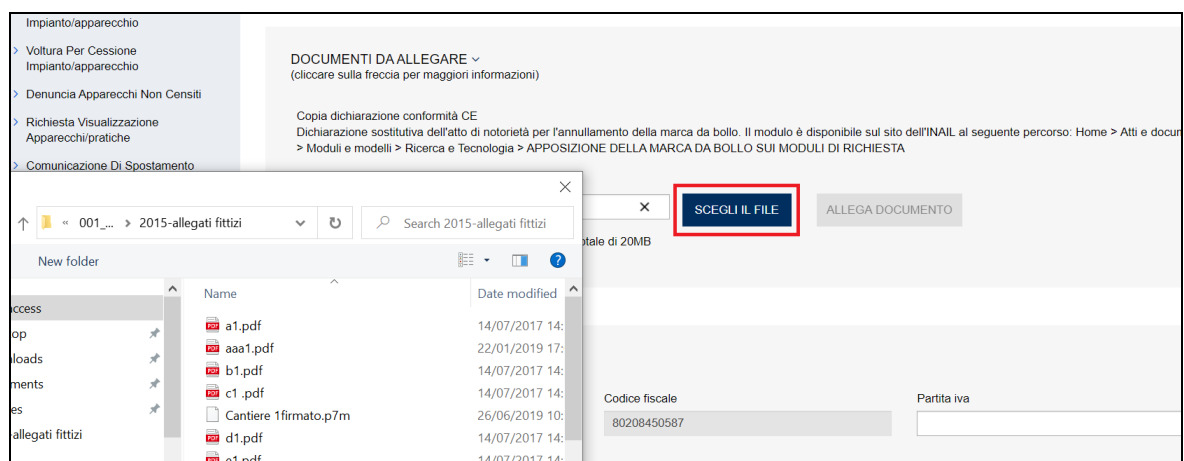 Impianto/apparecchio
Voltura Per Cessione
Impianto/apparecchio
Denuncia Apparecchi Non Censiti
Richiesta Visualizzazione
Apparecchi/pratiche
Comunicazione Di Spostamento
DOCUMENTI DA ALLEGARE
(cliccare sulla freccia per maggiori informazioni)
Copia dichiarazione conformità CE
Dichiarazione sostitutiva dell'atto di notorietà per l'annullamento della marca da bollo. Il modulo è disponibile sul sito dell'INAIL al seguente percorso: Home > Atti e docum
> Moduli e modelli > Ricerca e Tecnologia > APPOSIZIONE DELLA MARCA DA BOLLO SUI MODULI DI RICHIESTA
SCEGLI IL FILE ALLEGA DOCUMENTO
otale di 20MB
« 001_... > 2015-allegati fittizi Search 2015-allegati fittizi
New folder
Name Date modified
access
op
loads
ments
es
-allegati fittizi
a1.pdf 14/07/2017 14:
aaa1.pdf 22/01/2019 17:
b1.pdf 14/07/2017 14:
c1 .pdf 14/07/2017 14:
Cantiere 1firmato.p7m 26/06/2019 10:
d1.pdf 14/07/2017 14:
e1.pdf 14/07/2017 14:
Codice fiscale Partita iva
80208450587